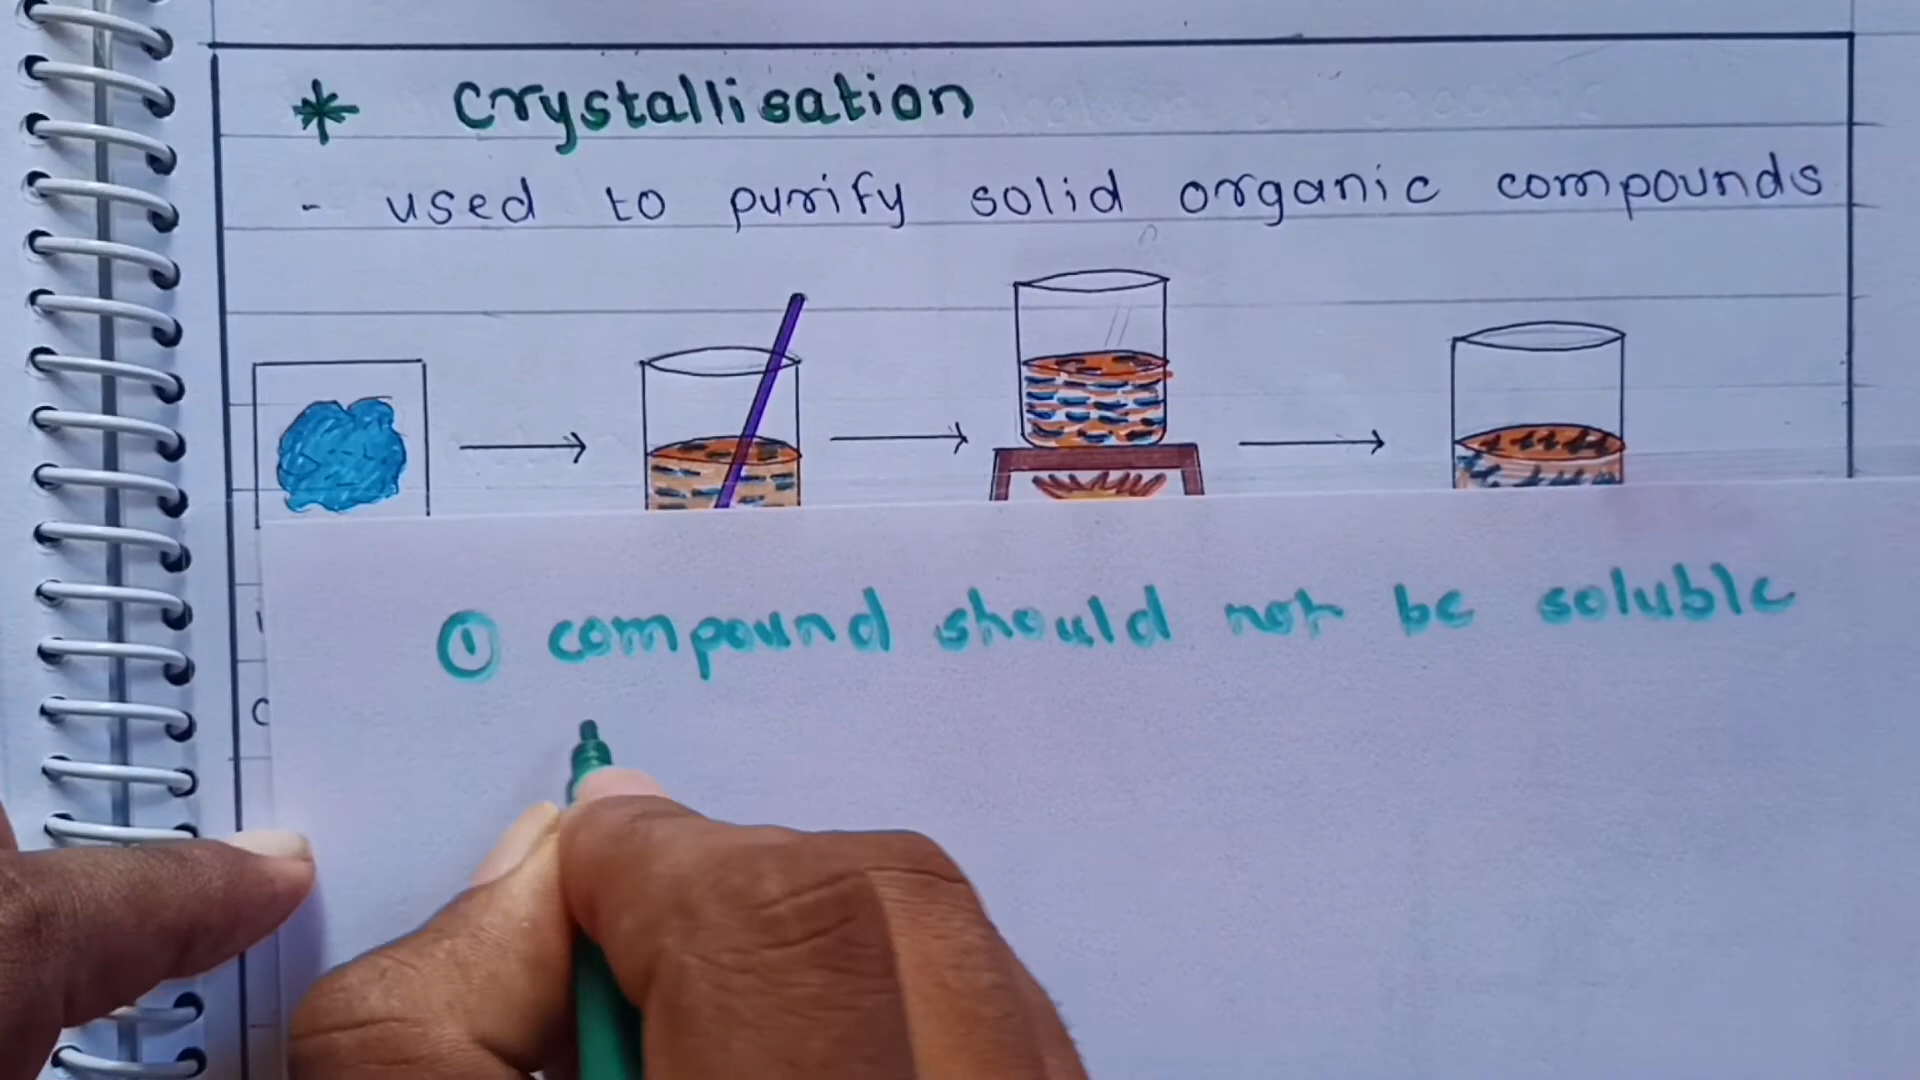 * Crystallisation
- used to purify solid organic compounds
① compound should not be soluble